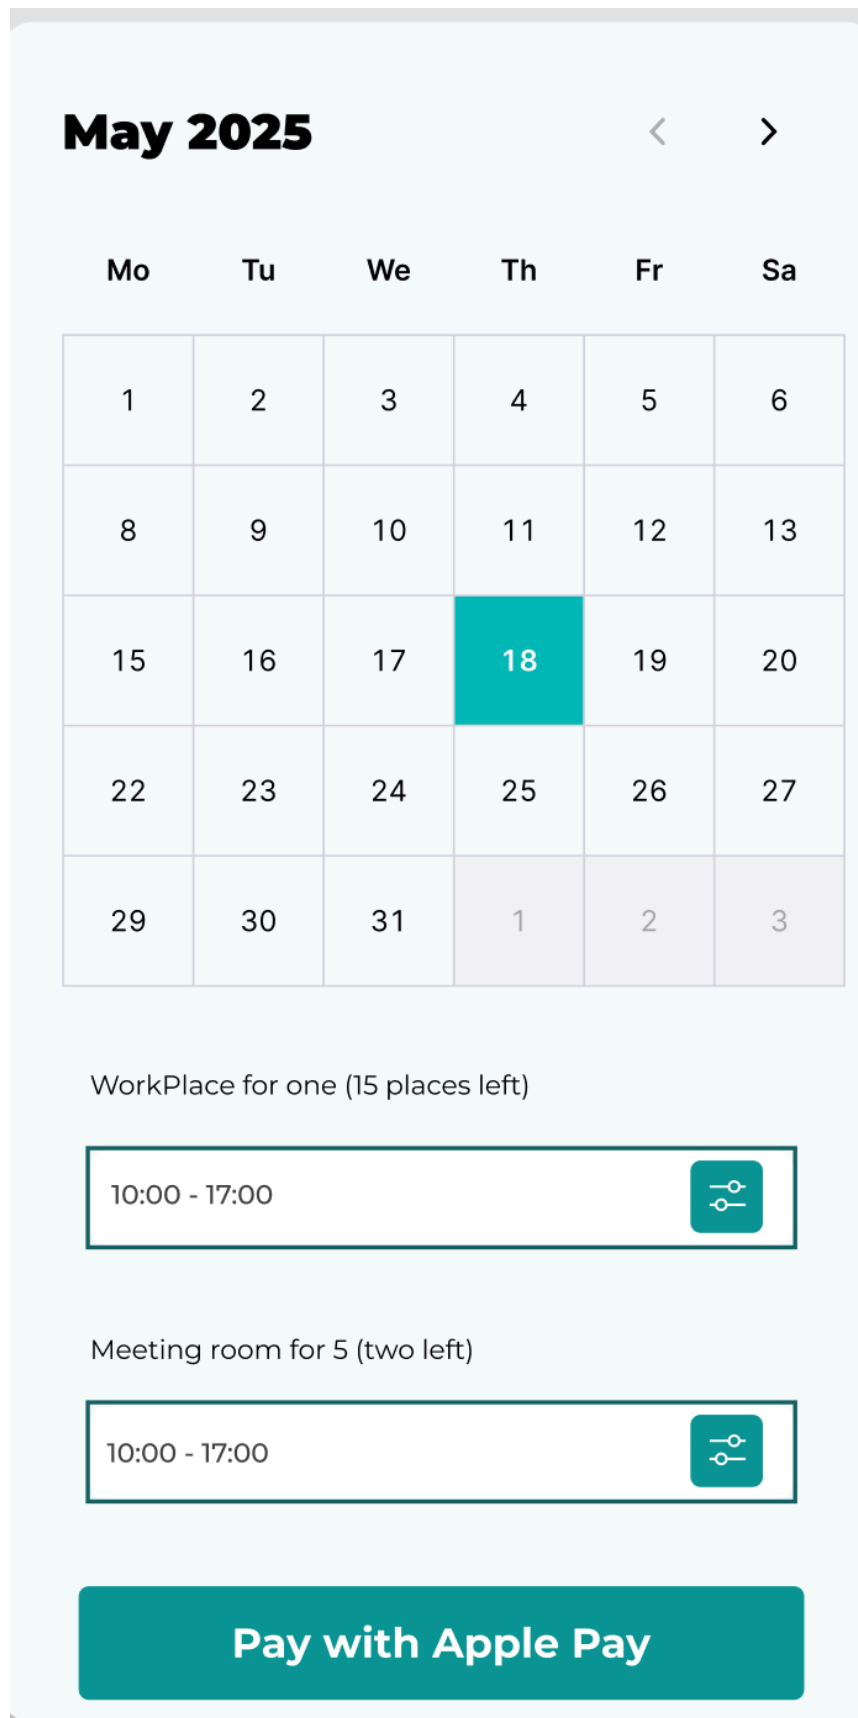 May 2025
Mo Tu We Th Fr Sa
1 2 3 4 5 6
8 9 10 11 12 13
15 16 17 18 19 20
22 23 24 25 26 27
29 30 31 1 2 3
WorkPlace for one (15 places left)
10:00 - 17:00
Meeting room for 5 (two left)
10:00 - 17:00
Pay with Apple Pay